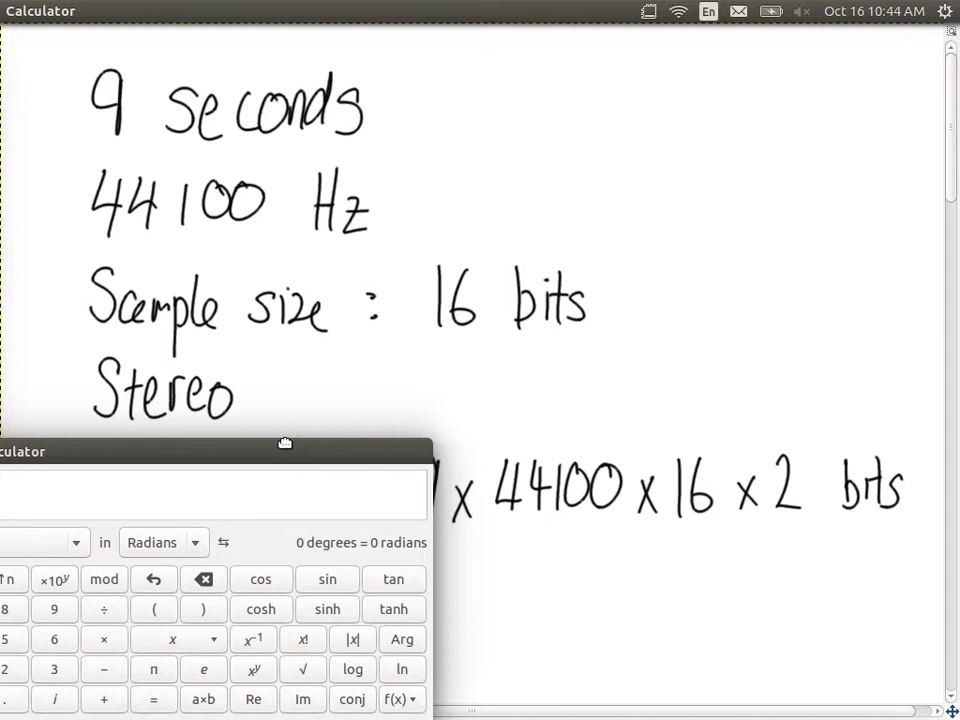 Calculator
En
Oct 16 10:44 AM
9 seconds
44100 Hz
Sample size : 16 bits
Stereo
x 44100 x 16 x 2 bits
culator
in Radians
0 degrees = 0 radians
↑n ×10^y mod cos sin tan
8 9 ÷ ( ) cosh sinh tanh
5 6 × x x⁻¹ x! |x| Arg
2 3 − π e x^y √ log ln
. i + = a×b Re Im conj f(x)